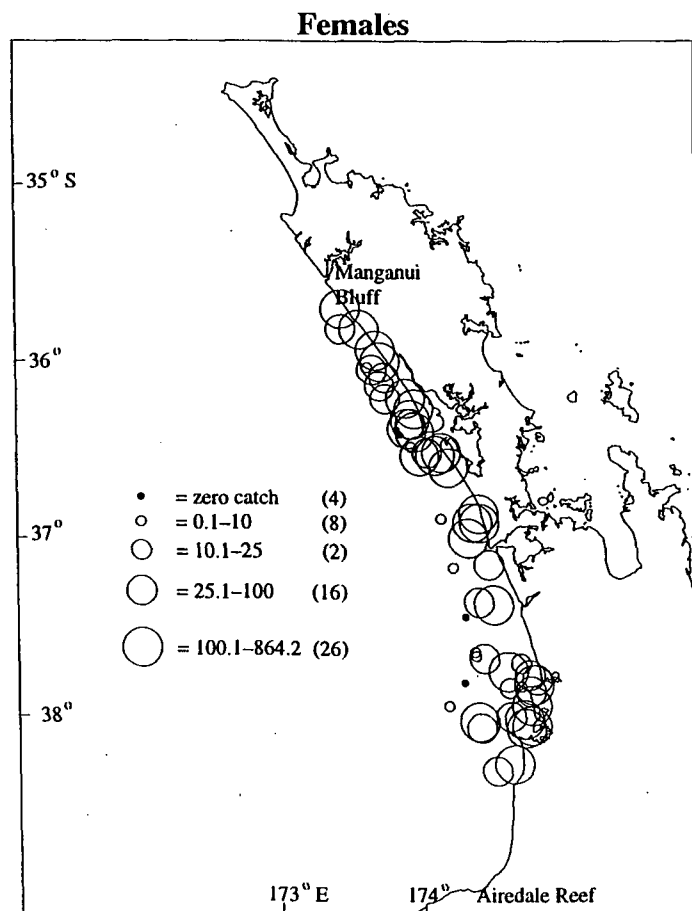 Females
35° S
Manganui
Bluff
36°
= zero catch (4)
= 0.1–10 (8)
37°
= 10.1–25 (2)
= 25.1–100 (16)
= 100.1–864.2 (26)
38°
173° E 174° Airedale Reef